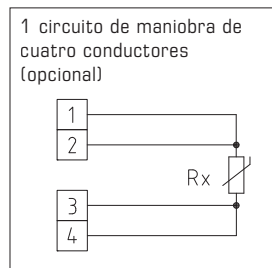 1 circuito de maniobra de
cuatro conductores
(opcional)
1
2
Rx
3
4